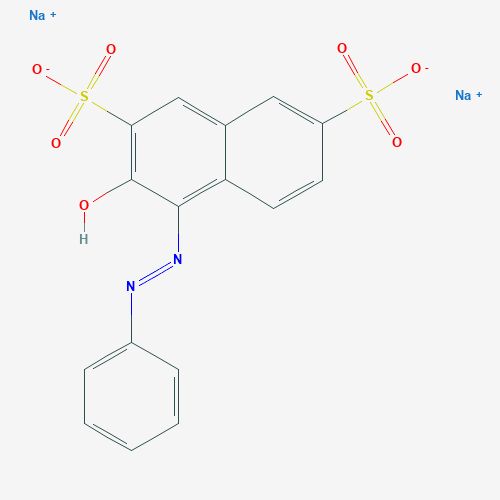 Na +
O - O O O -
S S Na +
O O
O
H N
N